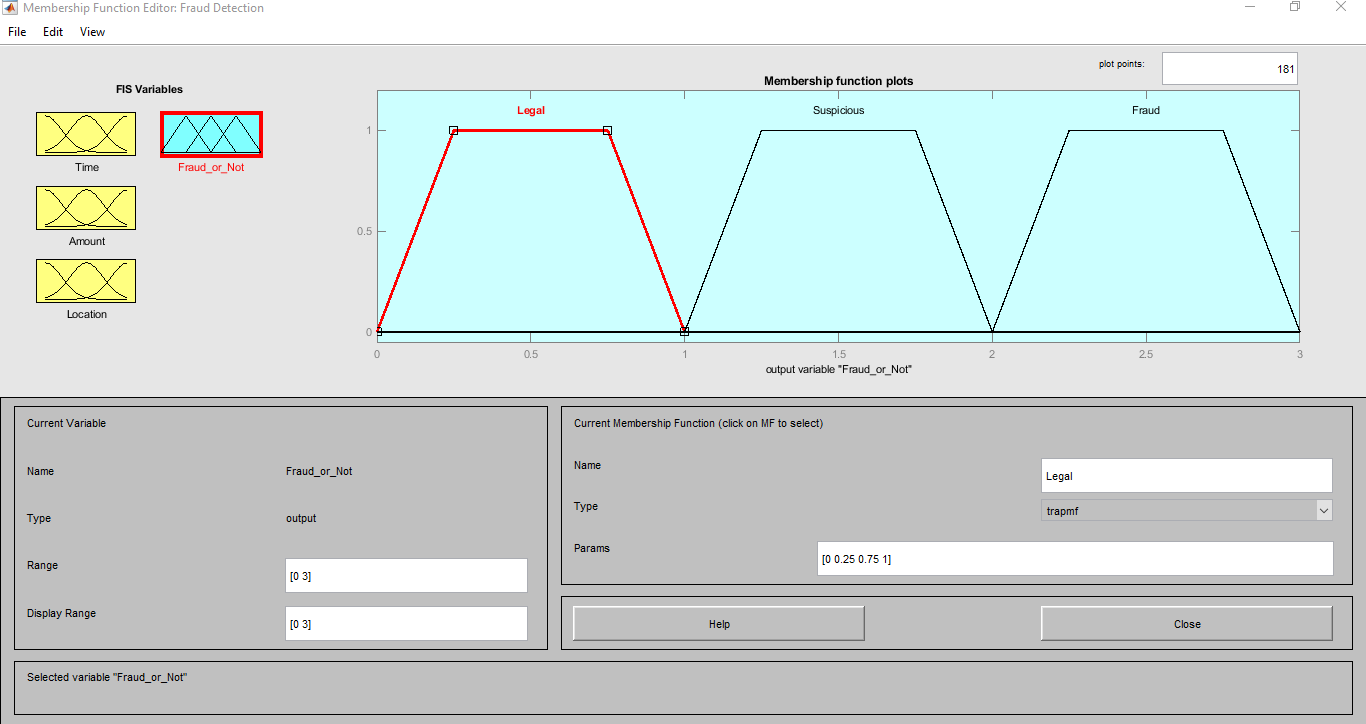 Membership Function Editor: Fraud Detection
File Edit View
plot points: 181
FIS Variables
Membership function plots
Time
Fraud_or_Not
Amount
Location
Legal Suspicious Fraud
1
0.5
0
0 0.5 1 1.5 2 2.5 3
output variable "Fraud_or_Not"
Current Variable
Name Fraud_or_Not
Type output
Range [0 3]
Display Range [0 3]
Current Membership Function (click on MF to select)
Name Legal
Type trapmf
Params [0 0.25 0.75 1]
Help Close
Selected variable "Fraud_or_Not"